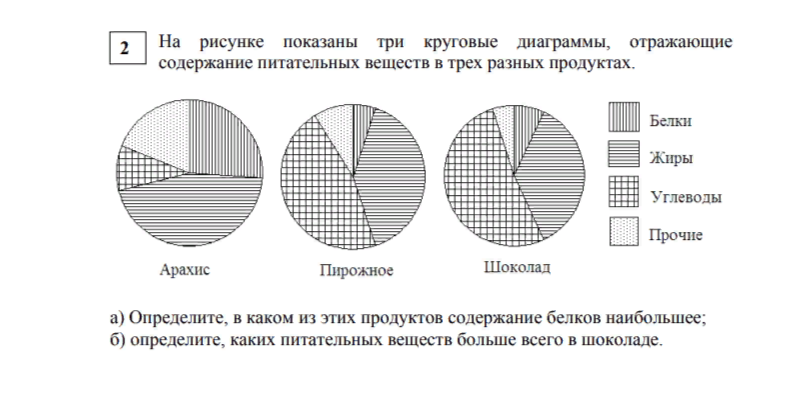 2
На рисунке показаны три круговые диаграммы, отражающие
содержание питательных веществ в трех разных продуктах.
Белки
Жиры
Углеводы
Прочие
Арахис
Пирожное
Шоколад
а) Определите, в каком из этих продуктов содержание белков наибольшее;
б) определите, каких питательных веществ больше всего в шоколаде.